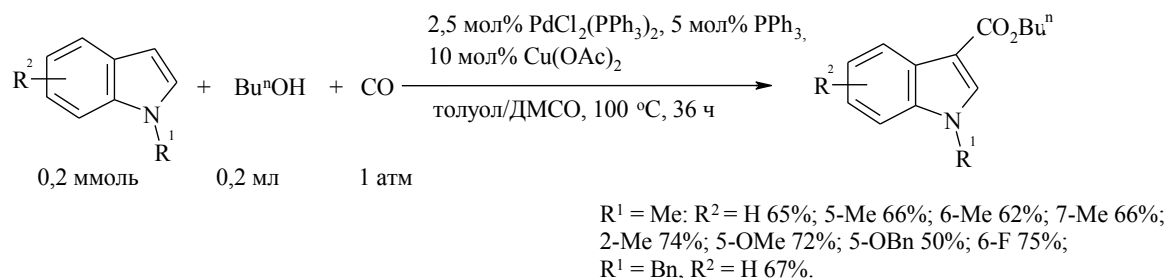 2,5 мол% PdCl₂(PPh₃)₂, 5 мол% PPh₃,
10 мол% Cu(OAc)₂
толуол/ДМСО, 100 °C, 36 ч
R² N R¹ + BuⁿOH + CO
R² N R¹ CO₂Buⁿ
0,2 ммоль 0,2 мл 1 атм
R¹ = Me: R² = H 65%; 5-Me 66%; 6-Me 62%; 7-Me 66%;
2-Me 74%; 5-OMe 72%; 5-OBn 50%; 6-F 75%;
R¹ = Bn, R² = H 67%.